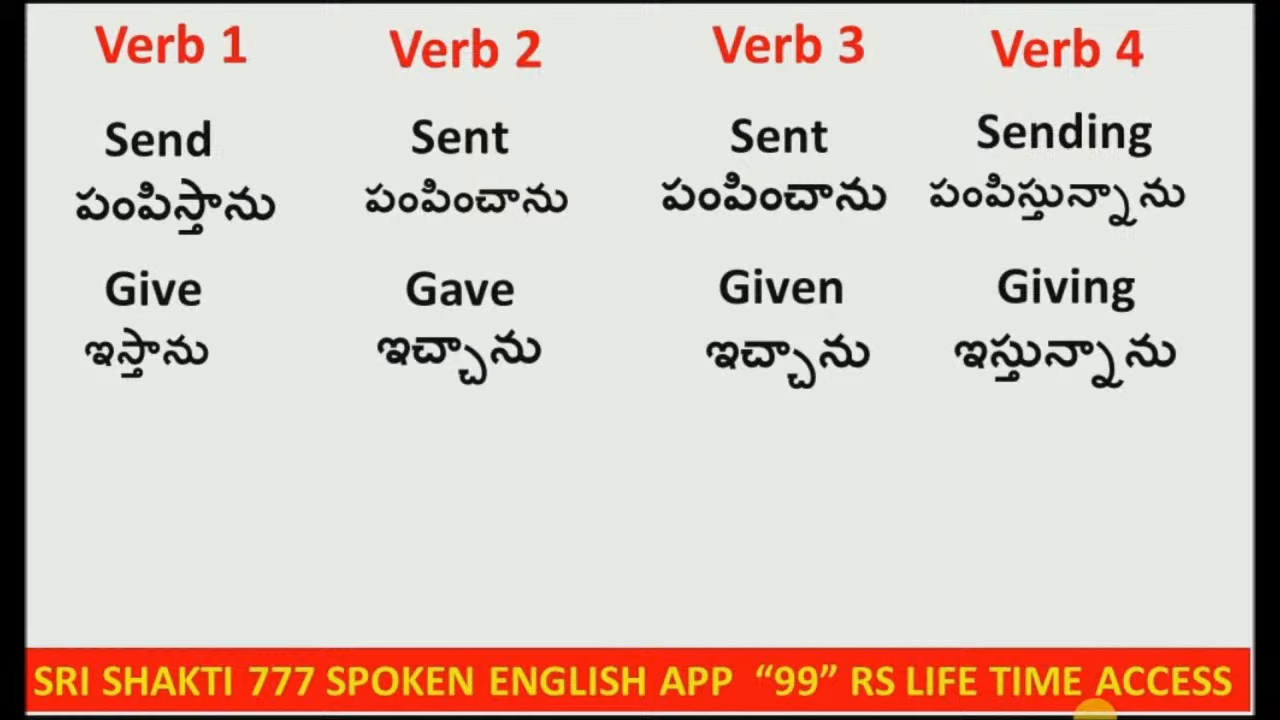 Verb 1 Verb 2 Verb 3 Verb 4
Send Sent Sent Sending
పంపిస్తాను పంపించాను పంపించాను పంపిస్తున్నాను
Give Gave Given Giving
ఇస్తాను ఇచ్చాను ఇచ్చాను ఇస్తున్నాను
SRI SHAKTI 777 SPOKEN ENGLISH APP “99” RS LIFE TIME ACCESS